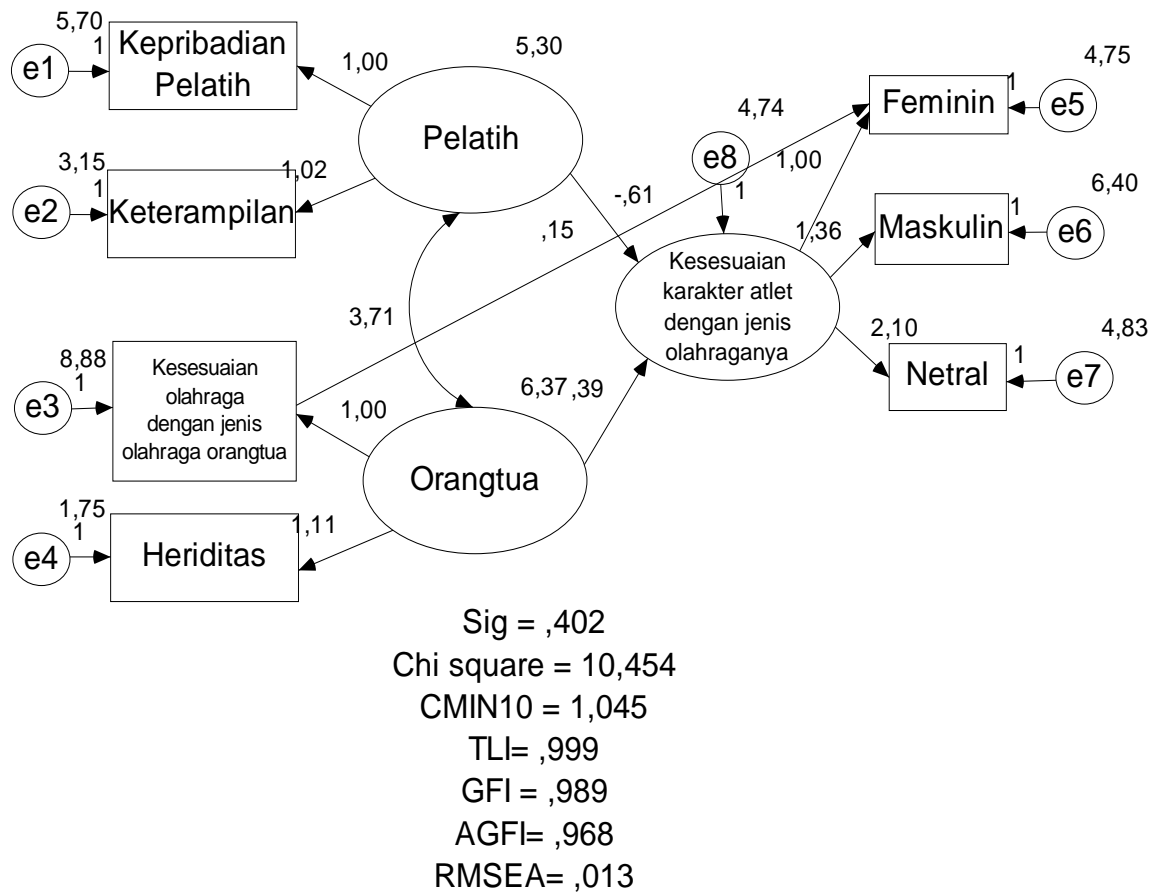 5,70
1
e1
Kepribadian
Pelatih
1,00
5,30
Pelatih
3,15
1
e2
Keterampilan
1,02
3,71
8,88
1
e3
Kesesuaian
olahraga
dengan jenis
olahraga orangtua
1,00
6,37
Orangtua
1,75
1
e4
Heriditas
1,11
-,61
,15
,39
4,74
e8
1
Kesesuaian
karakter atlet
dengan jenis
olahraganya
1,00
Feminin
1
4,75
e5
1,36
Maskulin
1
6,40
e6
2,10
Netral
1
4,83
e7
Sig = ,402
Chi square = 10,454
CMIN10 = 1,045
TLI= ,999
GFI = ,989
AGFI= ,968
RMSEA= ,013